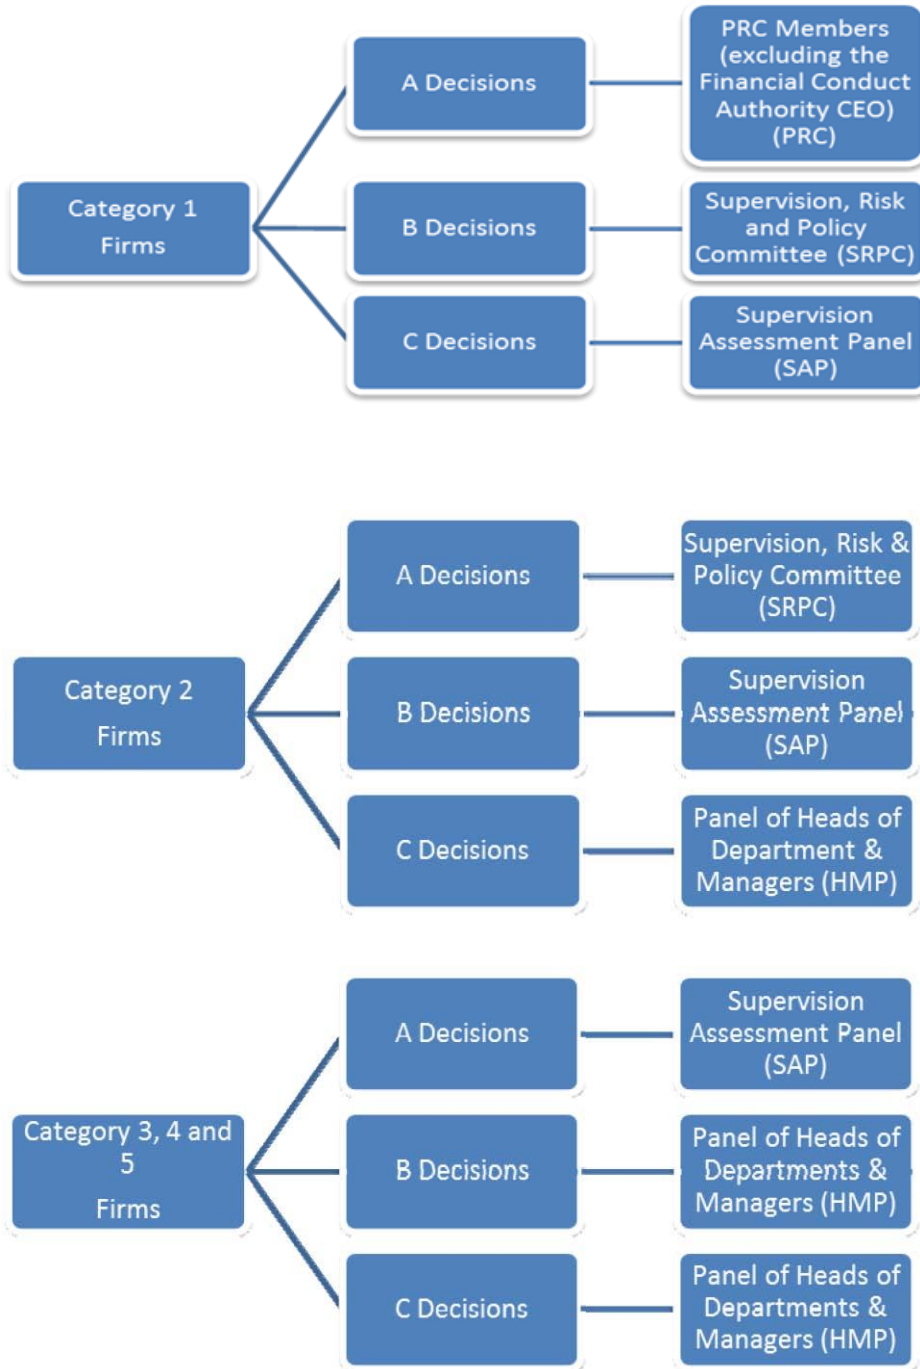 Category 1
Firms
A Decisions
PRC Members
(excluding the
Financial Conduct
Authority CEO)
(PRC)
B Decisions
Supervision, Risk
and Policy
Committee (SRPC)
C Decisions
Supervision
Assessment Panel
(SAP)
Category 2
Firms
A Decisions
Supervision, Risk &
Policy Committee
(SRPC)
B Decisions
Supervision
Assessment Panel
(SAP)
C Decisions
Panel of Heads of
Department &
Managers (HMP)
Category 3, 4 and
5
Firms
A Decisions
Supervision
Assessment Panel
(SAP)
B Decisions
Panel of Heads of
Departments &
Managers (HMP)
C Decisions
Panel of Heads of
Departments &
Managers (HMP)